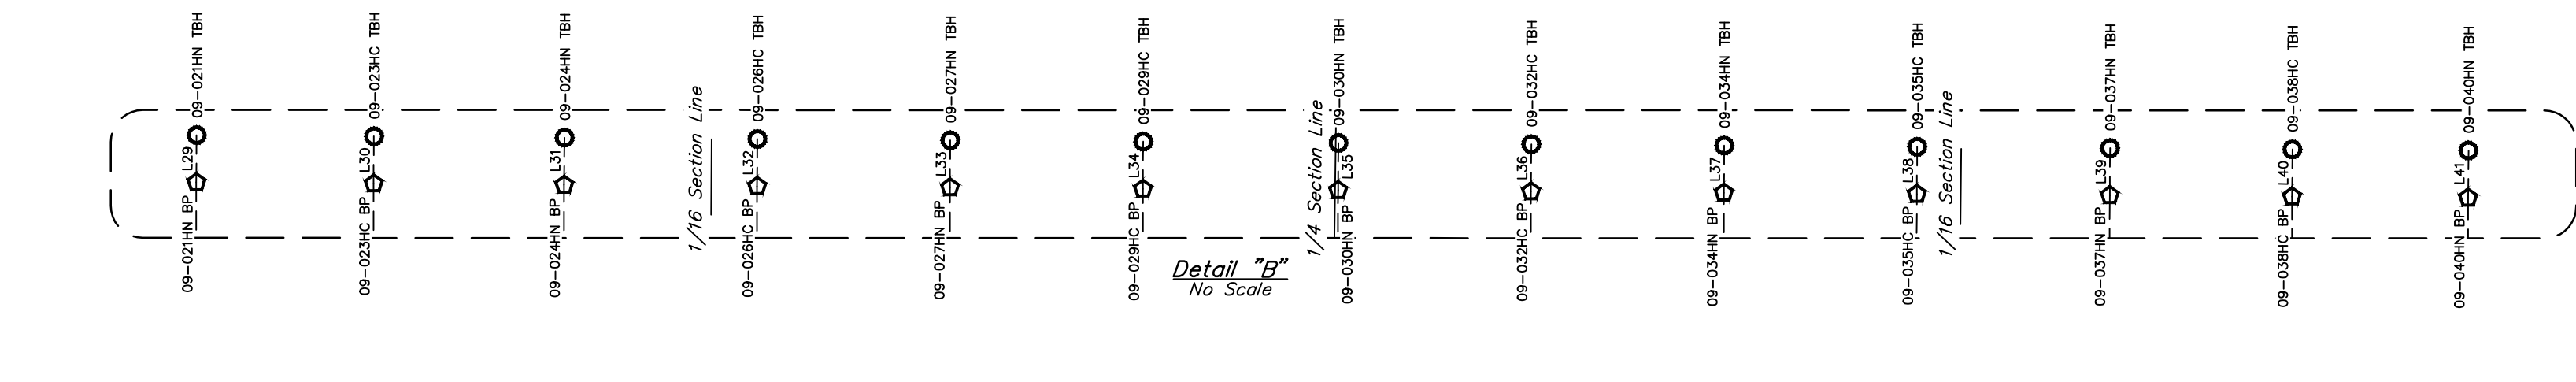 09-021HN TBH
09-023HC TBH
09-024HN TBH
09-026HC TBH
09-027HN TBH
09-029HC TBH
09-030HN TBH
09-032HC TBH
09-034HN TBH
09-035HC TBH
09-037HN TBH
09-038HC TBH
09-040HN TBH
1/16 Section Line
1/4 Section Line
1/16 Section Line
L29
L30
L31
L32
L33
L34
L35
L36
L37
L38
L39
L40
L41
09-021HN BP
09-023HC BP
09-024HN BP
09-026HC BP
09-027HN BP
09-029HC BP
09-030HN BP
09-032HC BP
09-034HN BP
09-035HC BP
09-037HN BP
09-038HC BP
09-040HN BP
Detail "B"
No Scale